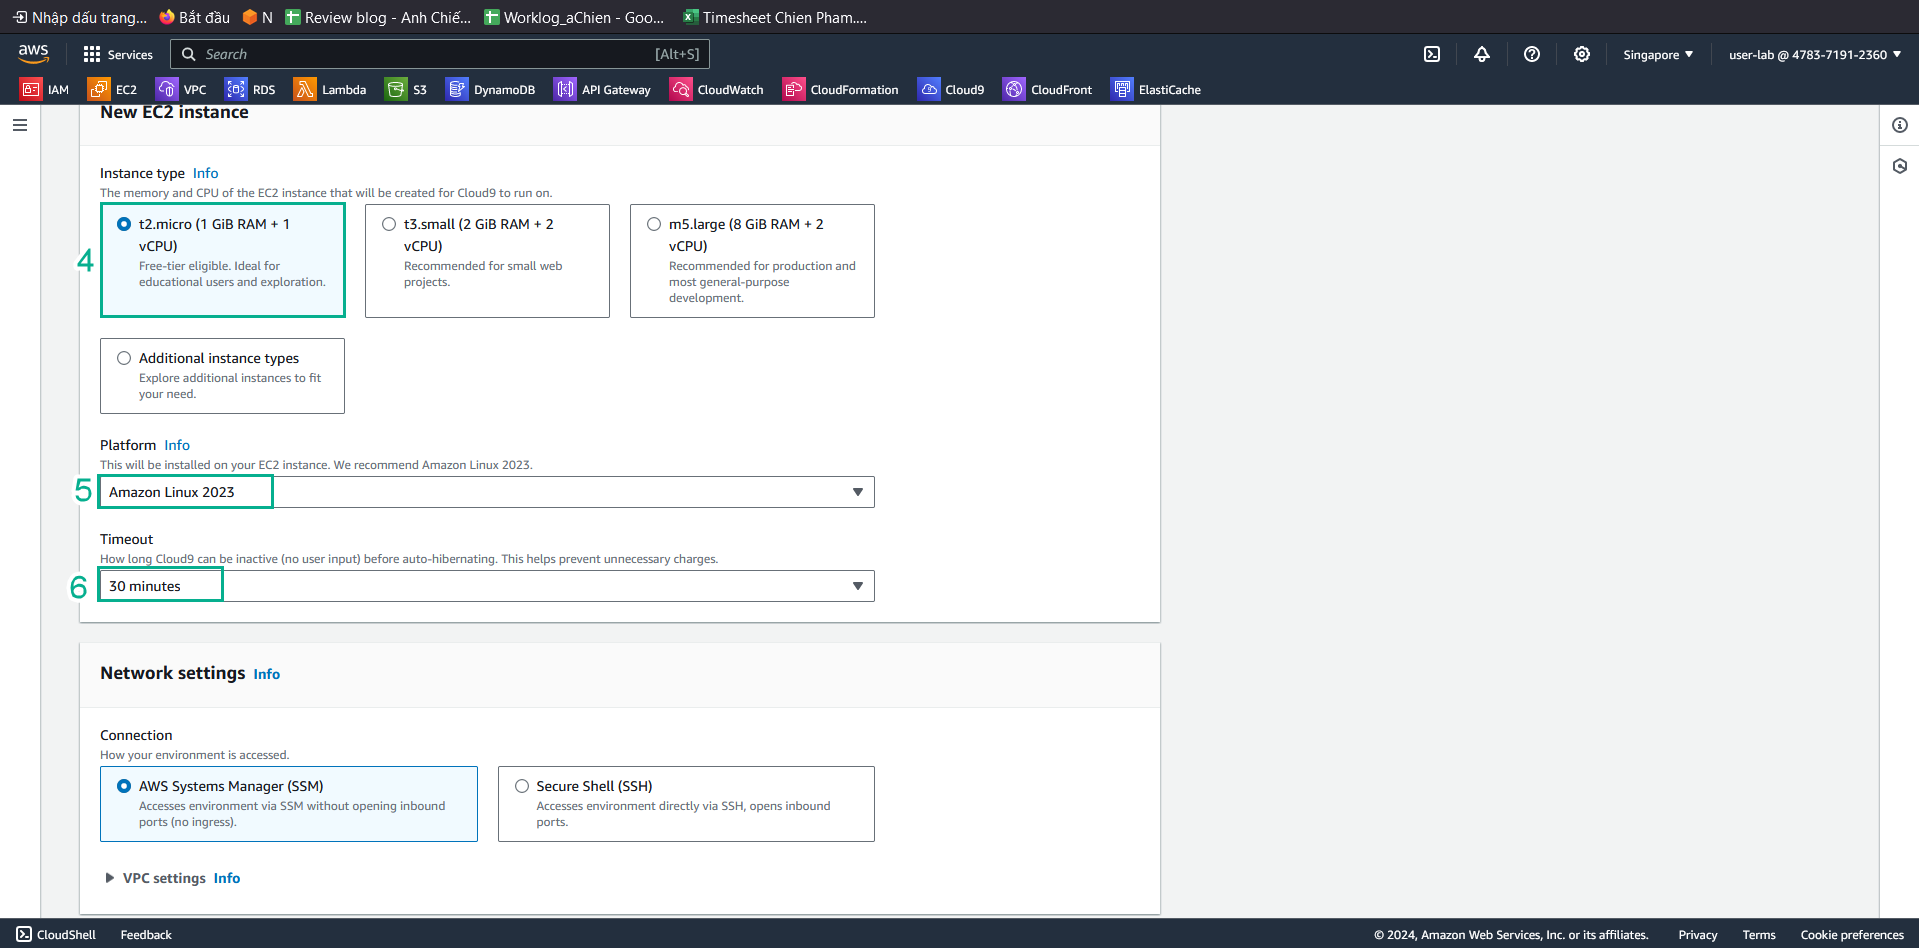 Nhập dấu trang... Bắt đầu N Review blog - Anh Chiế... Worklog_aChien - Goo... Timesheet Chien Pham....
aws Services Search [Alt+S] Singapore user-lab @ 4783-7191-2360
IAM EC2 VPC RDS Lambda S3 DynamoDB API Gateway CloudWatch CloudFormation Cloud9 CloudFront ElastiCache
New EC2 instance
Instance type Info
The memory and CPU of the EC2 instance that will be created for Cloud9 to run on.
4
t2.micro (1 GiB RAM + 1
vCPU)
Free-tier eligible. Ideal for
educational users and exploration.
t3.small (2 GiB RAM + 2
vCPU)
Recommended for small web
projects.
m5.large (8 GiB RAM + 2
vCPU)
Recommended for production and
most general-purpose
development.
Additional instance types
Explore additional instances to fit
your need.
Platform Info
This will be installed on your EC2 instance. We recommend Amazon Linux 2023.
5 Amazon Linux 2023
Timeout
How long Cloud9 can be inactive (no user input) before auto-hibernating. This helps prevent unnecessary charges.
6 30 minutes
Network settings Info
Connection
How your environment is accessed.
AWS Systems Manager (SSM)
Accesses environment via SSM without opening inbound
ports (no ingress).
Secure Shell (SSH)
Accesses environment directly via SSH, opens inbound
ports.
VPC settings Info
CloudShell Feedback © 2024, Amazon Web Services, Inc. or its affiliates. Privacy Terms Cookie preferences